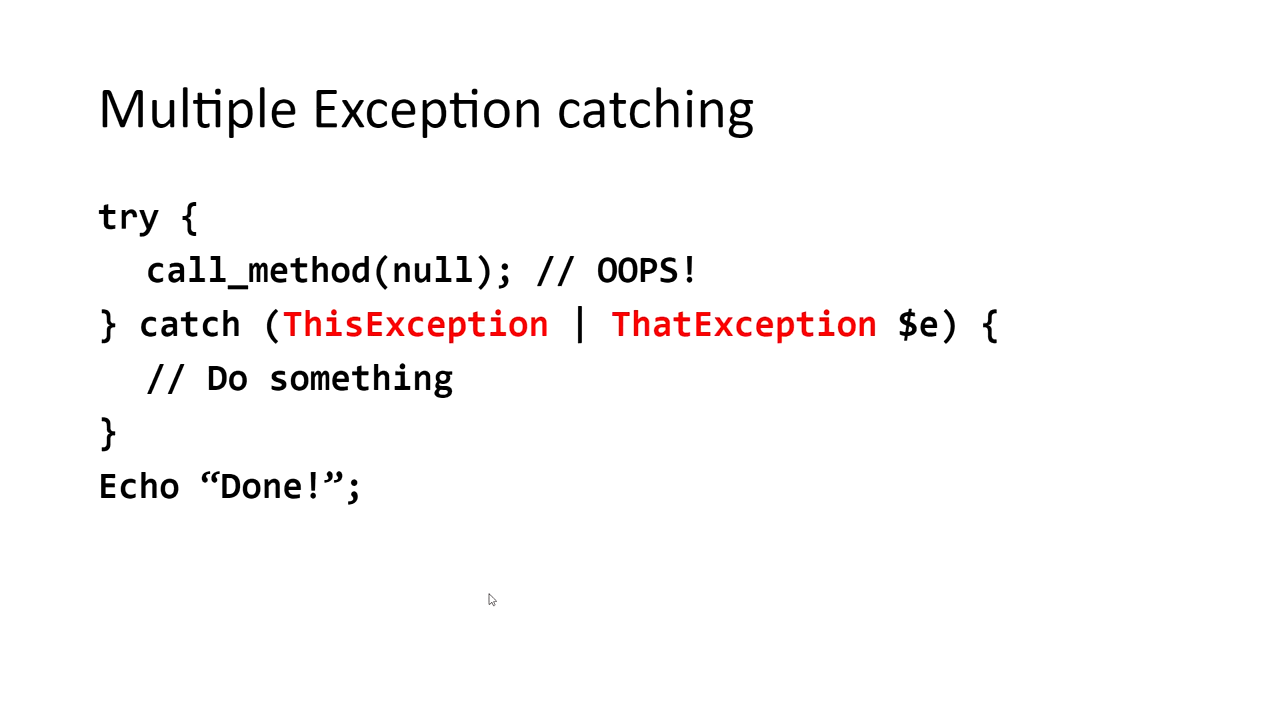 Multiple Exception catching
try {
call_method(null); // OOPS!
} catch (ThisException | ThatException $e) {
// Do something
}
Echo “Done!”;